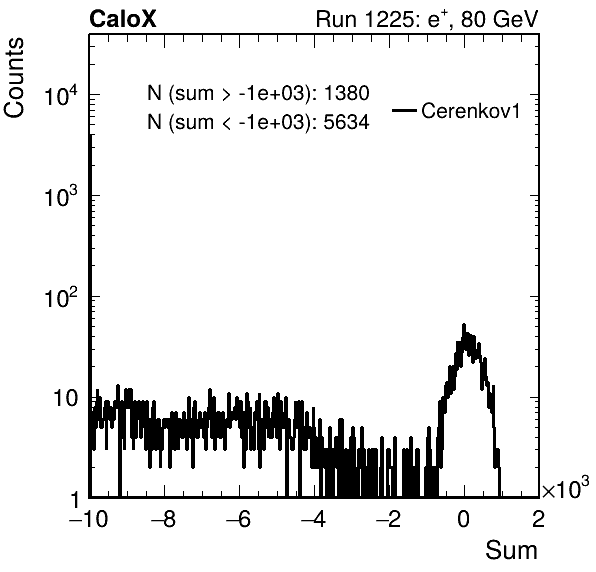 CaloX Run 1225: e⁺, 80 GeV
Counts
N (sum > -1e+03): 1380
N (sum < -1e+03): 5634
Cerenkov1
10⁴
10³
10²
10
1
−10 −8 −6 −4 −2 0 2
×10³
Sum